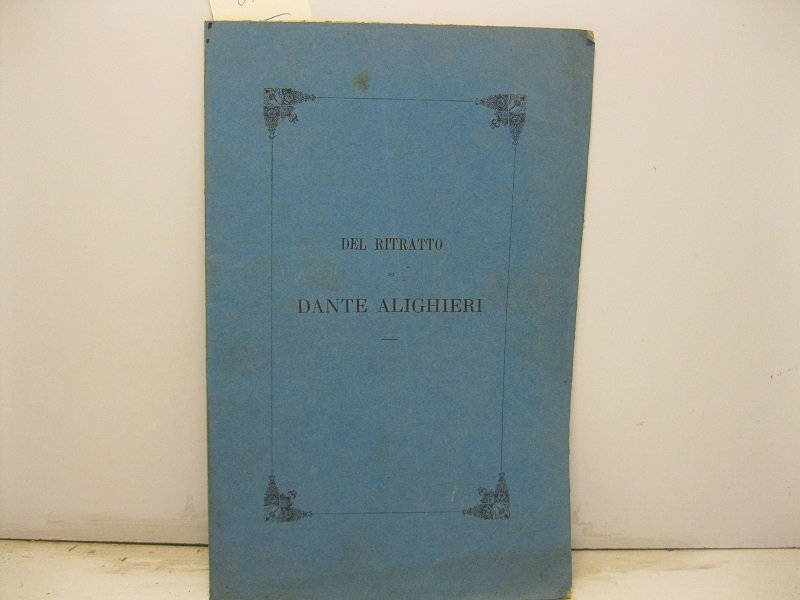 DEL RITRATTO
DI
DANTE ALIGHIERI